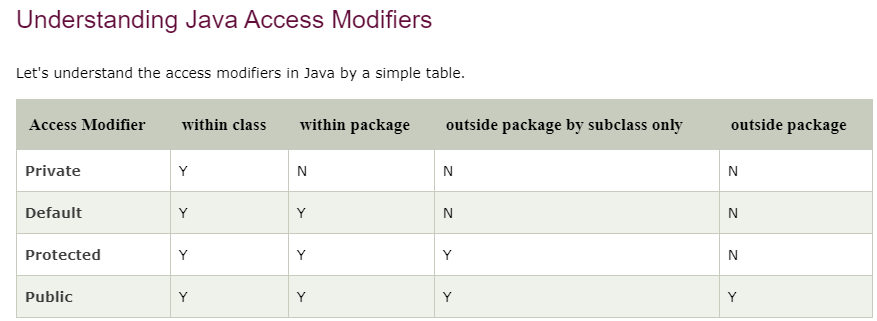 Understanding Java Access Modifiers
Let's understand the access modifiers in Java by a simple table.
Access Modifier within class within package outside package by subclass only outside package
Private Y N N N
Default Y Y N N
Protected Y Y Y N
Public Y Y Y Y